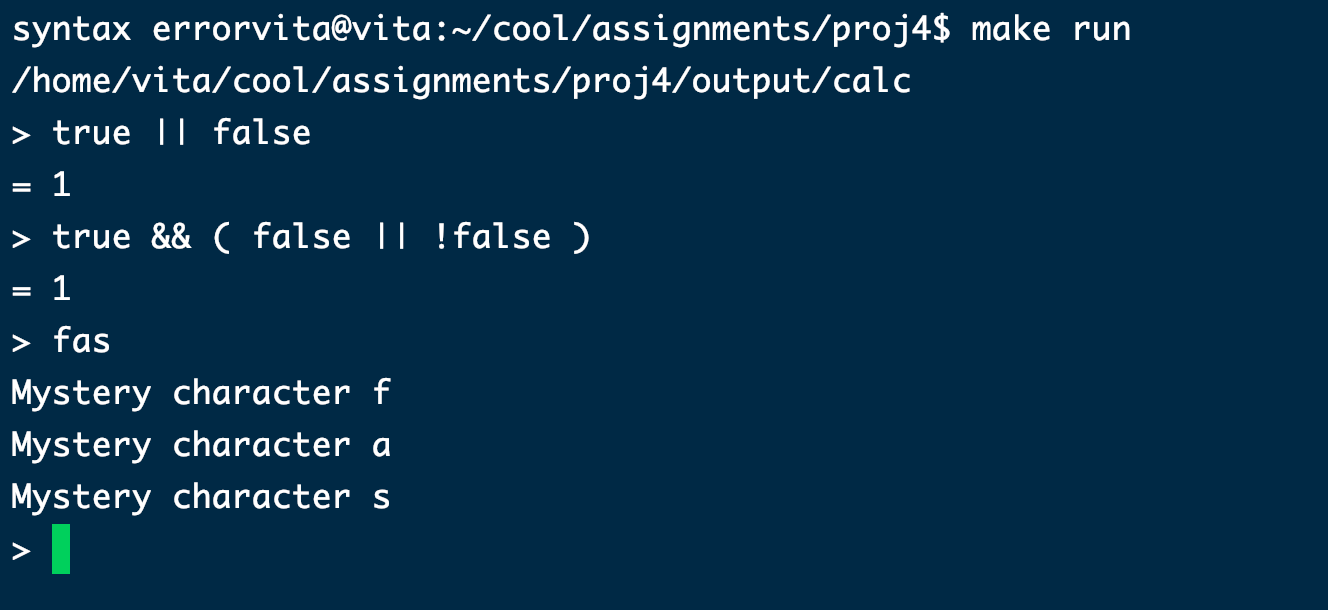 syntax errorvita@vita:~/cool/assignments/proj4$ make run
/home/vita/cool/assignments/proj4/output/calc
> true || false
= 1
> true && ( false || !false )
= 1
> fas
Mystery character f
Mystery character a
Mystery character s
>